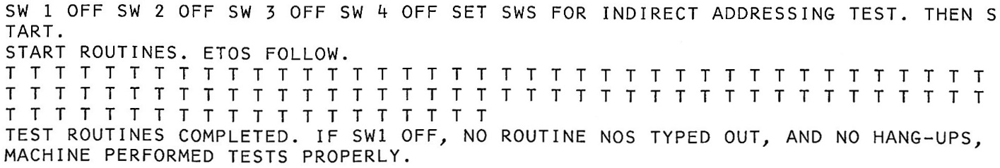 SW 1 OFF SW 2 OFF SW 3 OFF SW 4 OFF SET SWS FOR INDIRECT ADDRESSING TEST. THEN S
TART.
START ROUTINES. ETOS FOLLOW.
T T T T T T T T T T T T T T T T T T T T T T T T T T T T T T T T T T T T T T T T
T T T T T T T T T T T T T T T T T T T T T T T T T T T T T T T T T T T T T T T T
T T T T T T T T T T T T T T T T T T T T
TEST ROUTINES COMPLETED. IF SW1 OFF, NO ROUTINE NOS TYPED OUT, AND NO HANG-UPS,
MACHINE PERFORMED TESTS PROPERLY.